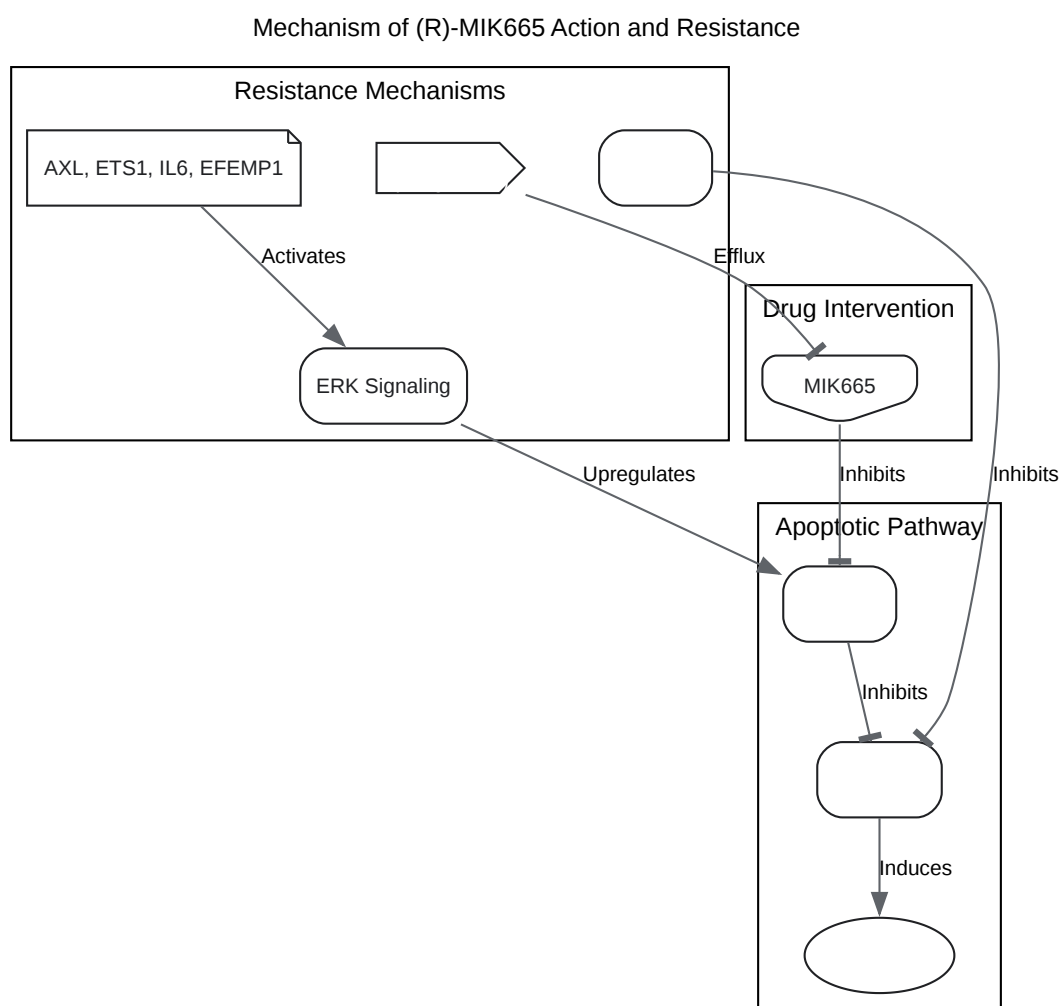 Mechanism of (R)-MIK665 Action and Resistance
Resistance Mechanisms
AXL, ETS1, IL6, EFEMP1
Activates
Efflux
Drug Intervention
ERK Signaling
MIK665
Upregulates
Inhibits
Inhibits
Apoptotic Pathway
Inhibits
Induces